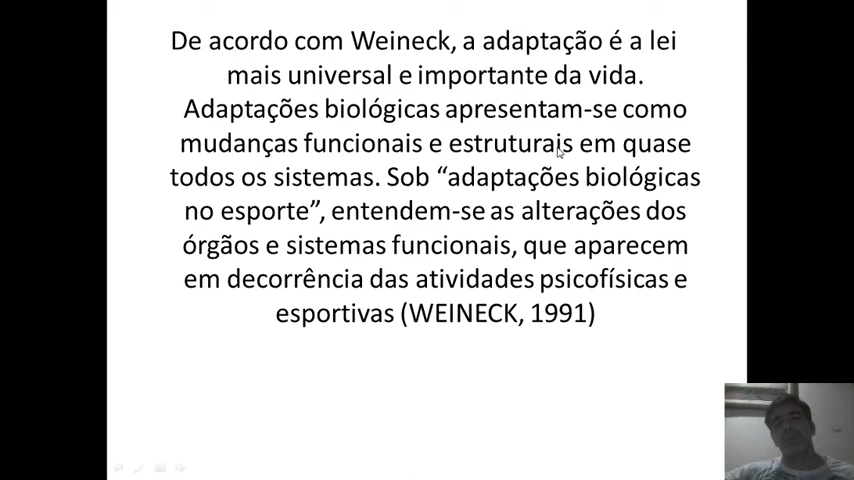 De acordo com Weineck, a adaptação é a lei
mais universal e importante da vida.
Adaptações biológicas apresentam-se como
mudanças funcionais e estruturais em quase
todos os sistemas. Sob “adaptações biológicas
no esporte”, entendem-se as alterações dos
órgãos e sistemas funcionais, que aparecem
em decorrência das atividades psicofísicas e
esportivas (WEINECK, 1991)